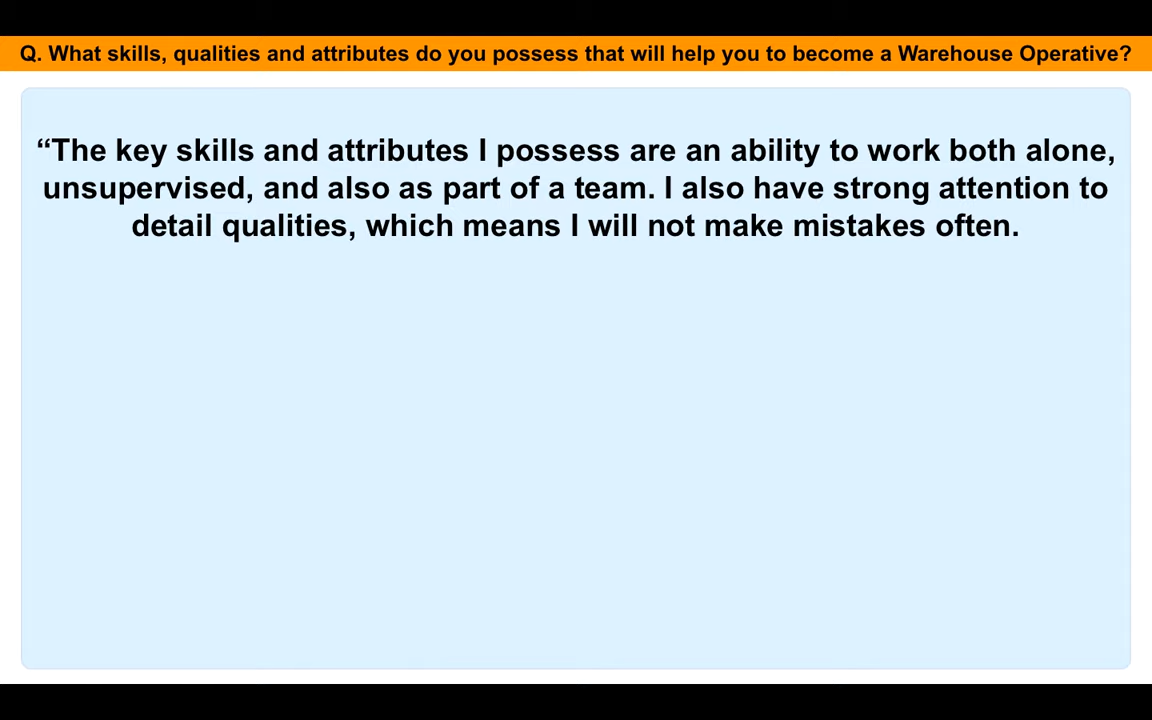 Q. What skills, qualities and attributes do you possess that will help you to become a Warehouse Operative?
“The key skills and attributes I possess are an ability to work both alone,
unsupervised, and also as part of a team. I also have strong attention to
detail qualities, which means I will not make mistakes often.